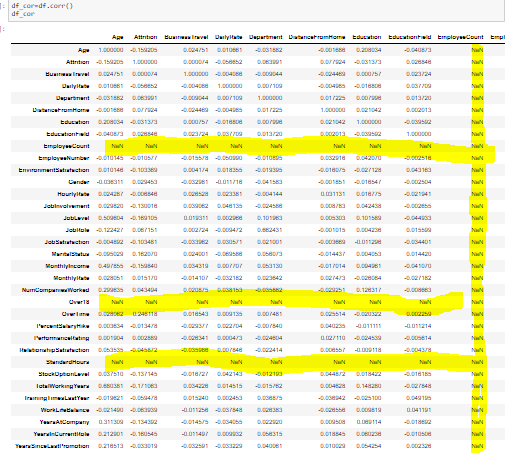 df_cor=df.corr()
df_cor
Age Attrition BusinessTravel DailyRate Department DistanceFromHome Education EducationField EmployeeCount
Age 1.000000 -0.159205 0.024751 0.010661 -0.031882 -0.001686 0.208034 -0.040873 NaN
Attrition -0.159205 1.000000 0.000074 -0.056652 0.063991 0.077924 -0.031373 0.026846 NaN
BusinessTravel 0.024751 0.000074 1.000000 -0.004086 -0.009044 -0.024469 0.000757 0.023724 NaN
DailyRate 0.010661 -0.056652 -0.004086 1.000000 0.007109 -0.004985 -0.016806 0.037709 NaN
Department -0.031882 0.063991 -0.009044 0.007109 1.000000 0.017225 0.007996 0.013720 NaN
DistanceFromHome -0.001686 0.077924 -0.024469 -0.004985 0.017225 1.000000 0.021042 0.002013 NaN
Education 0.208034 -0.031373 0.000757 -0.016806 0.007996 0.021042 1.000000 -0.039592 NaN
EducationField -0.040873 0.026846 0.023724 0.037709 0.013720 0.002013 -0.039592 1.000000 NaN
EmployeeCount NaN NaN NaN NaN NaN NaN NaN NaN NaN
EmployeeNumber -0.010145 -0.010577 -0.015578 -0.050990 -0.010895 0.032916 0.042070 -0.002516 NaN
EnvironmentSatisfaction 0.010146 -0.103369 0.004174 0.018355 -0.019395 -0.016075 -0.027128 0.043163 NaN
Gender -0.036311 0.029453 -0.032981 -0.011716 -0.041583 -0.001851 -0.016547 -0.002504 NaN
HourlyRate 0.024287 -0.006846 0.026528 0.023381 -0.004144 0.031131 0.016775 -0.021941 NaN
JobInvolvement 0.029820 -0.130016 0.039062 0.046135 -0.024586 0.008783 0.042438 -0.002655 NaN
JobLevel 0.509604 -0.169105 0.019311 0.002966 0.101963 0.005303 0.101589 -0.044933 NaN
JobRole -0.122427 0.067151 0.002724 -0.009472 0.662431 -0.001015 0.004236 0.015599 NaN
JobSatisfaction -0.004892 -0.103481 -0.033962 0.030571 0.021001 -0.003669 -0.011296 -0.034401 NaN
MaritalStatus -0.095029 0.162070 0.024001 -0.069586 0.056073 -0.014437 0.004053 0.014420 NaN
MonthlyIncome 0.497855 -0.159840 0.034319 0.007707 0.053130 -0.017014 0.094961 -0.041070 NaN
MonthlyRate 0.028051 0.015170 -0.014107 -0.032182 0.023642 0.027473 -0.026084 -0.027182 NaN
NumCompaniesWorked 0.299635 0.043494 0.020875 0.038153 -0.035882 -0.029251 0.126317 -0.008663 NaN
Over18 NaN NaN NaN NaN NaN NaN NaN NaN NaN
OverTime 0.028062 0.246118 0.016543 0.009135 0.007481 0.025514 -0.020322 0.002259 NaN
PercentSalaryHike 0.003634 -0.013478 -0.029377 0.022704 -0.007840 0.040235 -0.011111 -0.011214 NaN
PerformanceRating 0.001904 0.002889 -0.026341 0.000473 -0.024604 0.027110 -0.024539 -0.005614 NaN
RelationshipSatisfaction 0.053535 -0.045872 -0.035986 0.007846 -0.022414 0.006557 -0.009118 -0.004378 NaN
StandardHours NaN NaN NaN NaN NaN NaN NaN NaN NaN
StockOptionLevel 0.037510 -0.137145 -0.016727 0.042143 -0.012193 0.044872 0.018422 -0.016185 NaN
TotalWorkingYears 0.680381 -0.171063 0.034226 0.014515 -0.015762 0.004628 0.148280 -0.027848 NaN
TrainingTimesLastYear -0.019621 -0.059478 0.015240 0.002453 0.036875 -0.036942 -0.025100 0.049195 NaN
WorkLifeBalance -0.021490 -0.063939 -0.011256 -0.037848 0.026383 -0.026556 0.009819 0.041191 NaN
YearsAtCompany 0.311309 -0.134392 -0.014575 -0.034055 0.022920 0.009508 0.069114 -0.018692 NaN
YearsInCurrentRole 0.212901 -0.160545 -0.011497 0.009932 0.056315 0.018845 0.060236 -0.010506 NaN
YearsSinceLastPromotion 0.216513 -0.033019 -0.032591 -0.033229 0.040061 0.010029 0.054254 0.002326 NaN